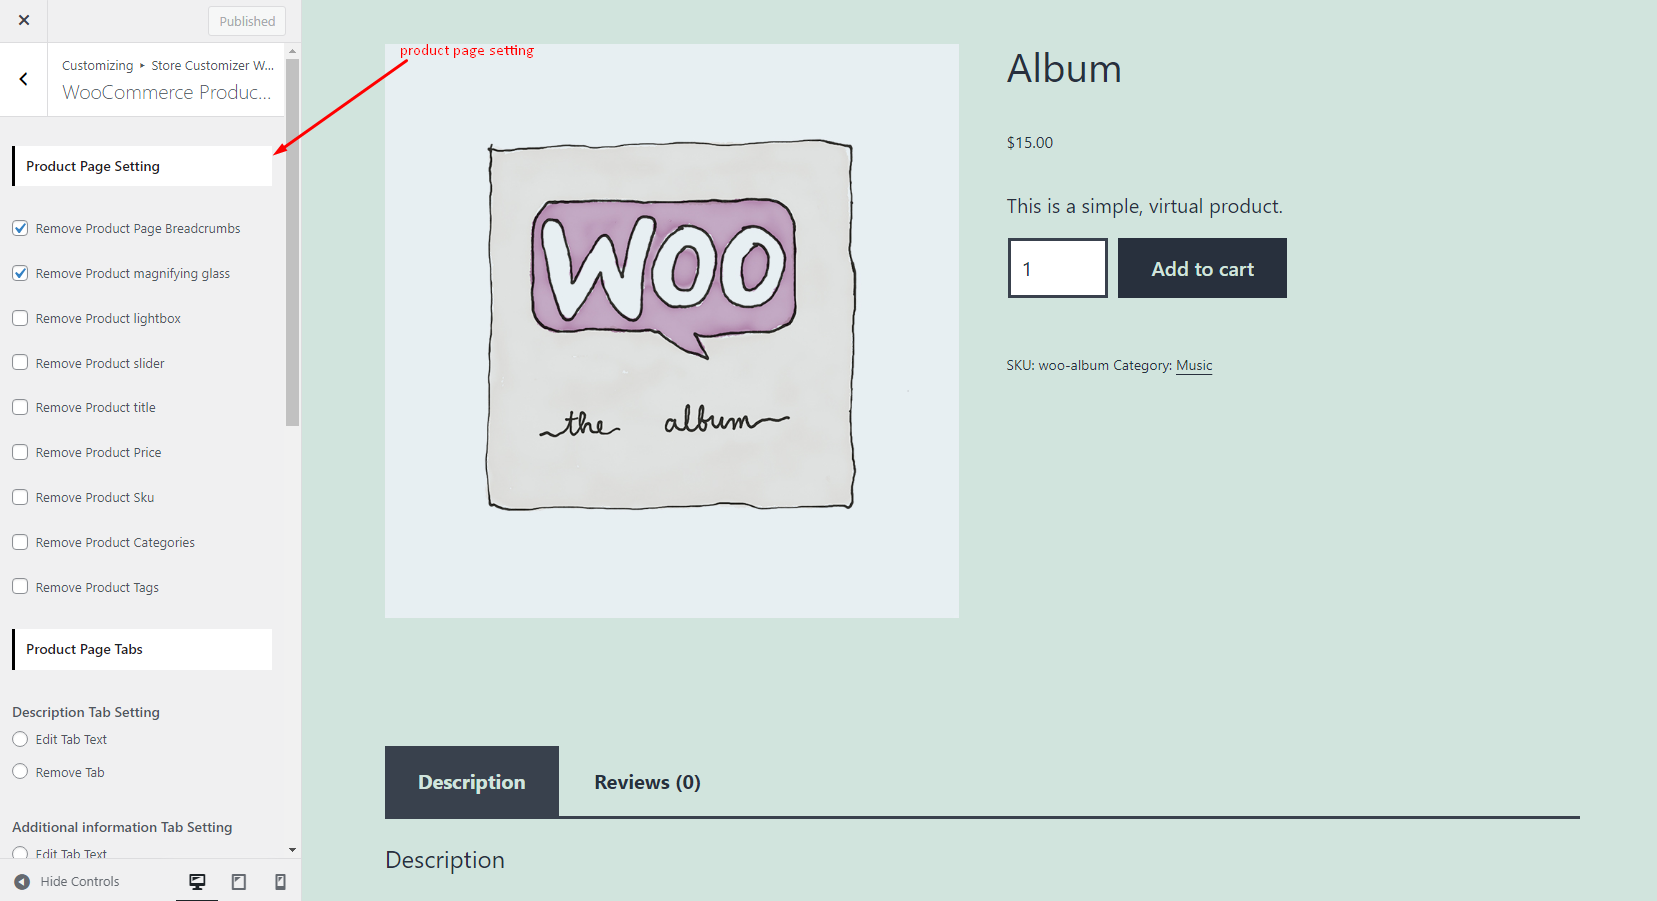 Published
Customizing ▸ Store Customizer W...
WooCommerce Produc...
Product Page Setting
Remove Product Page Breadcrumbs
Remove Product magnifying glass
Remove Product lightbox
Remove Product slider
Remove Product title
Remove Product Price
Remove Product Sku
Remove Product Categories
Remove Product Tags
Product Page Tabs
Description Tab Setting
Edit Tab Text
Remove Tab
Additional information Tab Setting
Edit Tab Text
Hide Controls
product page setting
Woo
the album
Album
$15.00
This is a simple, virtual product.
1
Add to cart
SKU: woo-album Category: Music
Description
Reviews (0)
Description